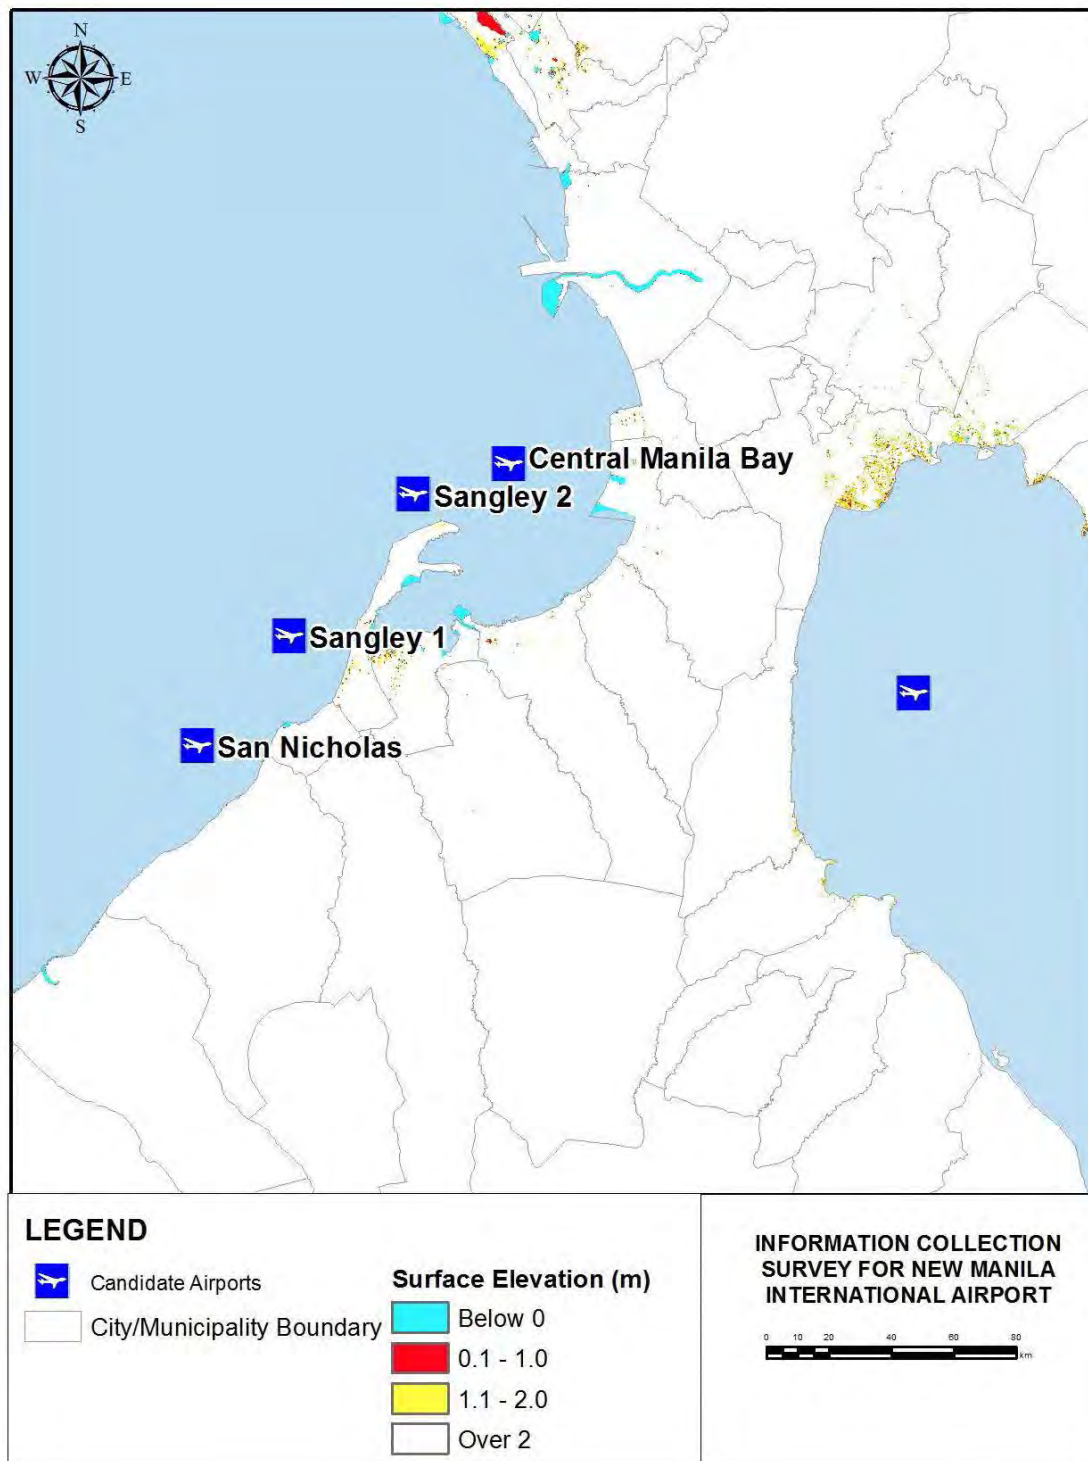 N
W E
S
Central Manila Bay
Sangley 2
Sangley 1
San Nicholas
LEGEND
Candidate Airports
City/Municipality Boundary
Surface Elevation (m)
Below 0
0.1 - 1.0
1.1 - 2.0
Over 2
INFORMATION COLLECTION
SURVEY FOR NEW MANILA
INTERNATIONAL AIRPORT
0 10 20 40 60 80
km